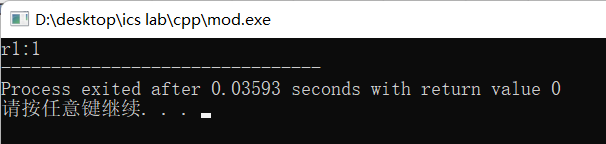 D:\desktop\ics lab\cpp\mod.exe
r1:1
--------------------------------
Process exited after 0.03593 seconds with return value 0
请按任意键继续. . .